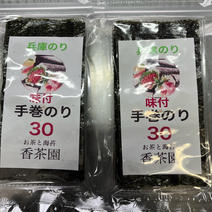 兵庫のり
味付
手巻のり
30
お茶と海苔
香茶園
兵庫のり
味付
手巻のり
30
お茶と海苔
香茶園